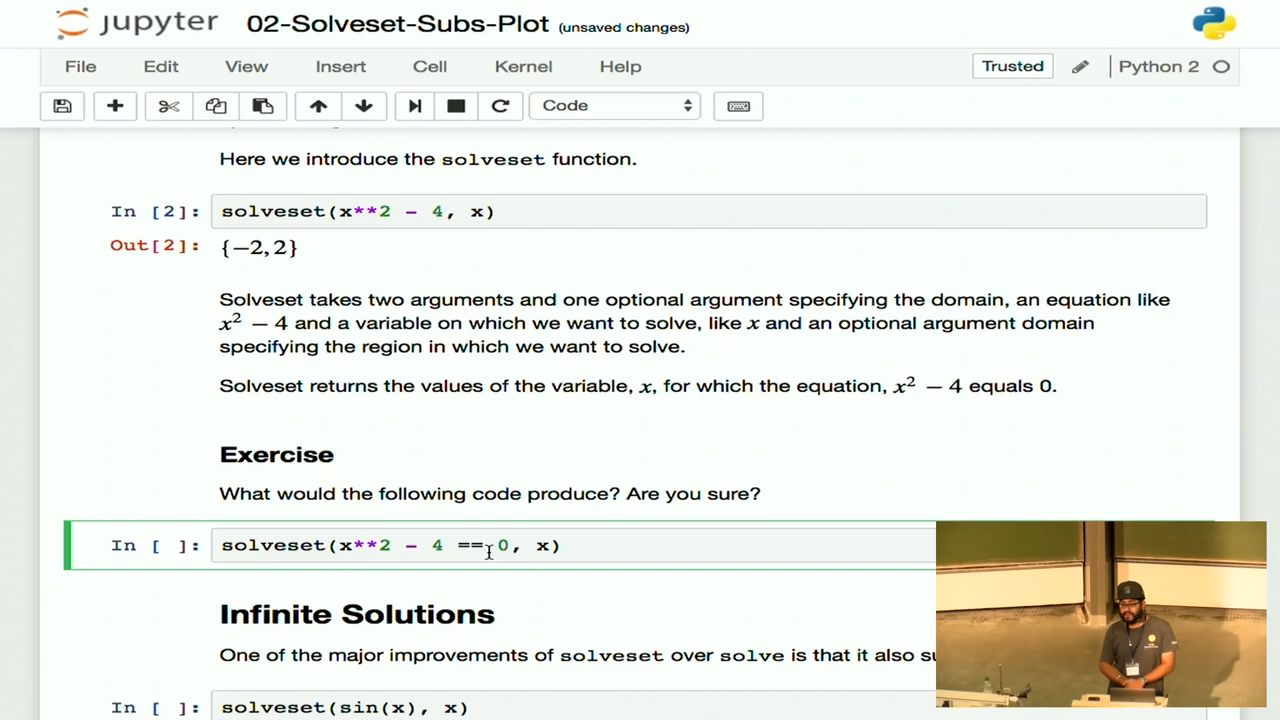 jupyter 02-Solveset-Subs-Plot (unsaved changes)
File Edit View Insert Cell Kernel Help Trusted Python 2
Code
Here we introduce the solveset function.
In [2]: solveset(x**2 - 4, x)
Out[2]: {−2, 2}
Solveset takes two arguments and one optional argument specifying the domain, an equation like
x² − 4 and a variable on which we want to solve, like x and an optional argument domain
specifying the region in which we want to solve.
Solveset returns the values of the variable, x, for which the equation, x² − 4 equals 0.
Exercise
What would the following code produce? Are you sure?
In [ ]: solveset(x**2 - 4 == 0, x)
Infinite Solutions
One of the major improvements of solveset over solve is that it also
In [ ]: solveset(sin(x), x)